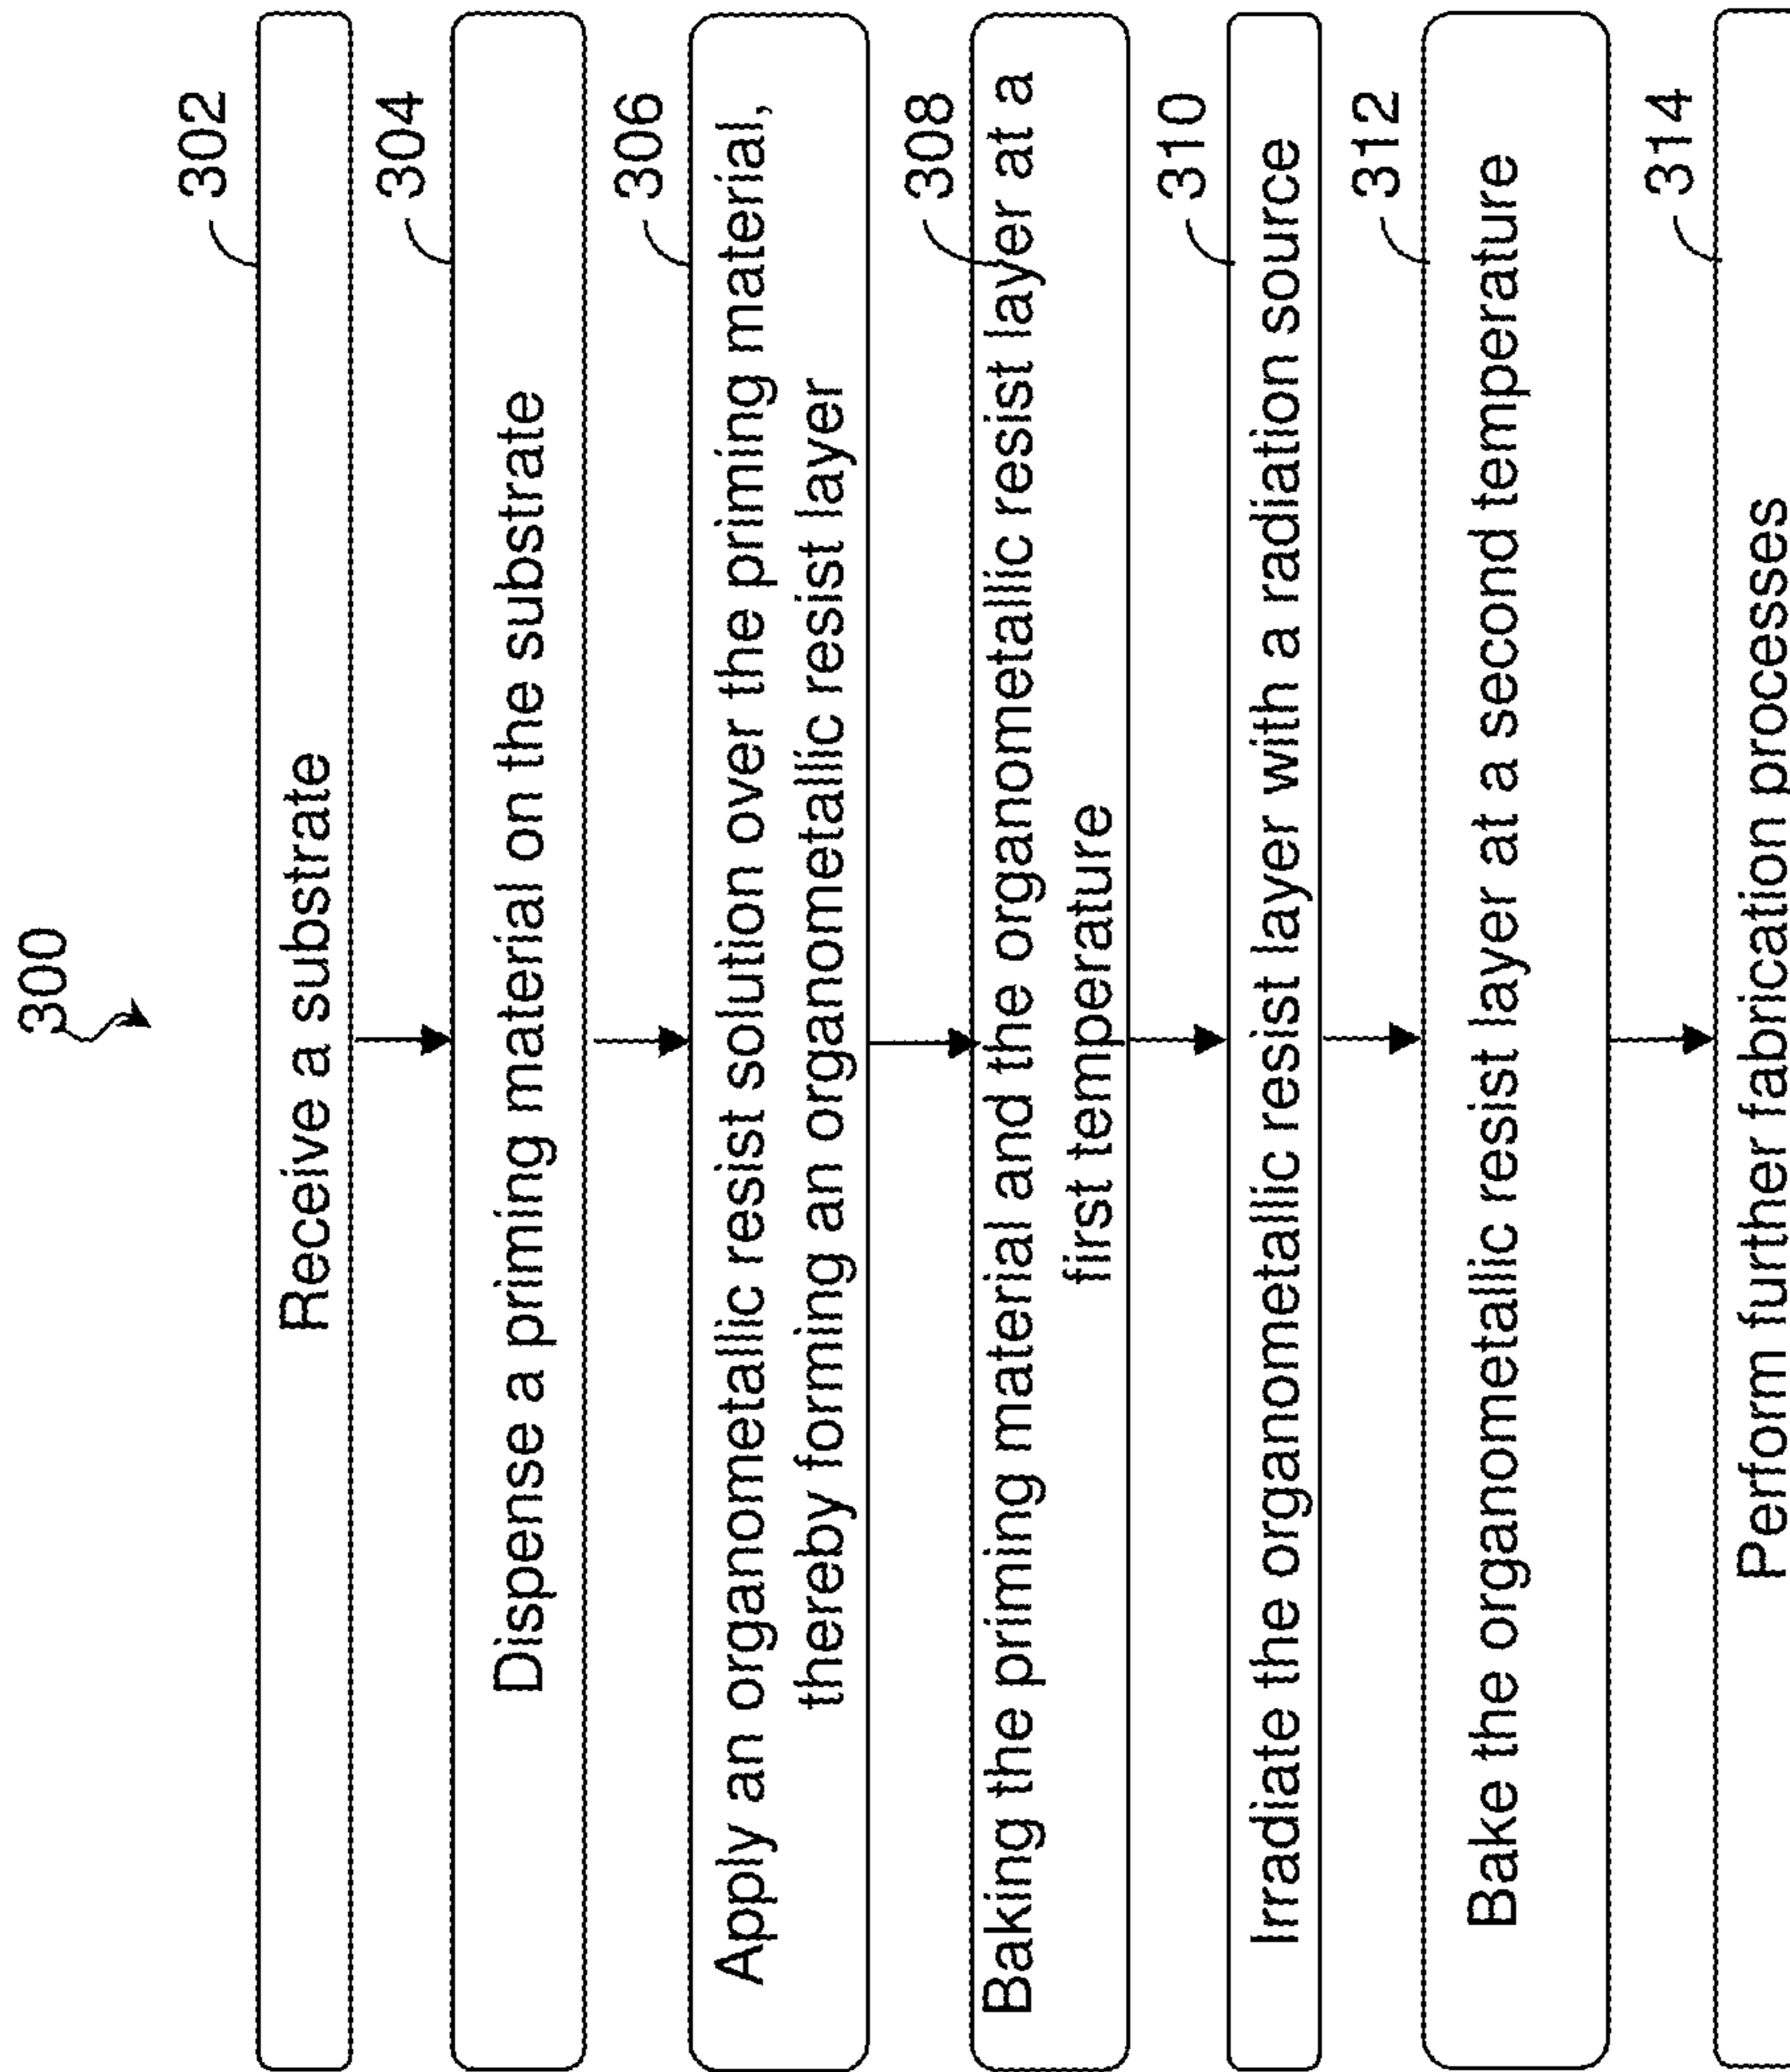 300
302
Receive a substrate
304
Dispense a priming material on the substrate
306
Apply an organometallic resist solution over the priming material,
thereby forming an organometallic resist layer
308
Baking the priming material and the organometallic resist layer at a
first temperature
310
Irradiate the organometallic resist layer with a radiation source
312
Bake the organometallic resist layer at a second temperature
314
Perform further fabrication processes